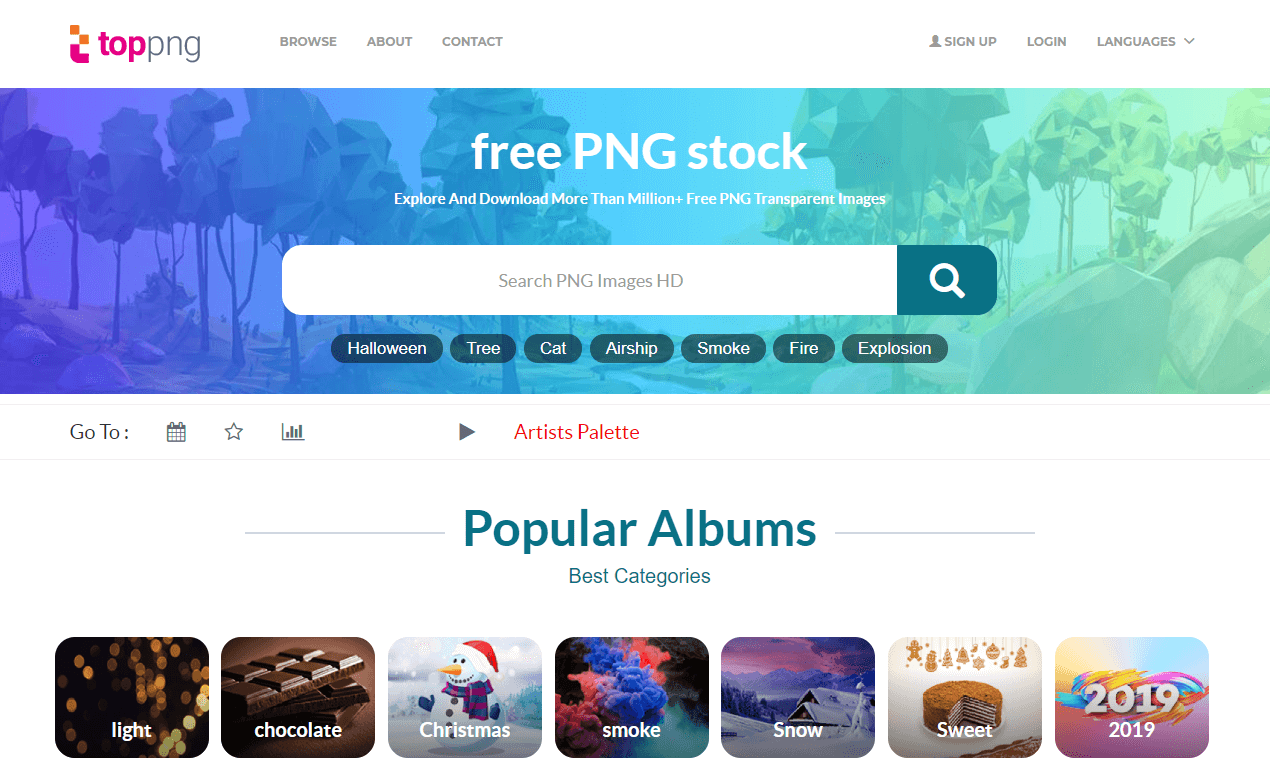 toppng
BROWSE ABOUT CONTACT
SIGN UP LOGIN LANGUAGES
free PNG stock
Explore And Download More Than Million+ Free PNG Transparent Images
Search PNG Images HD
Halloween Tree Cat Airship Smoke Fire Explosion
Go To :
Artists Palette
Popular Albums
Best Categories
light
chocolate
Christmas
smoke
Snow
Sweet
2019
2019